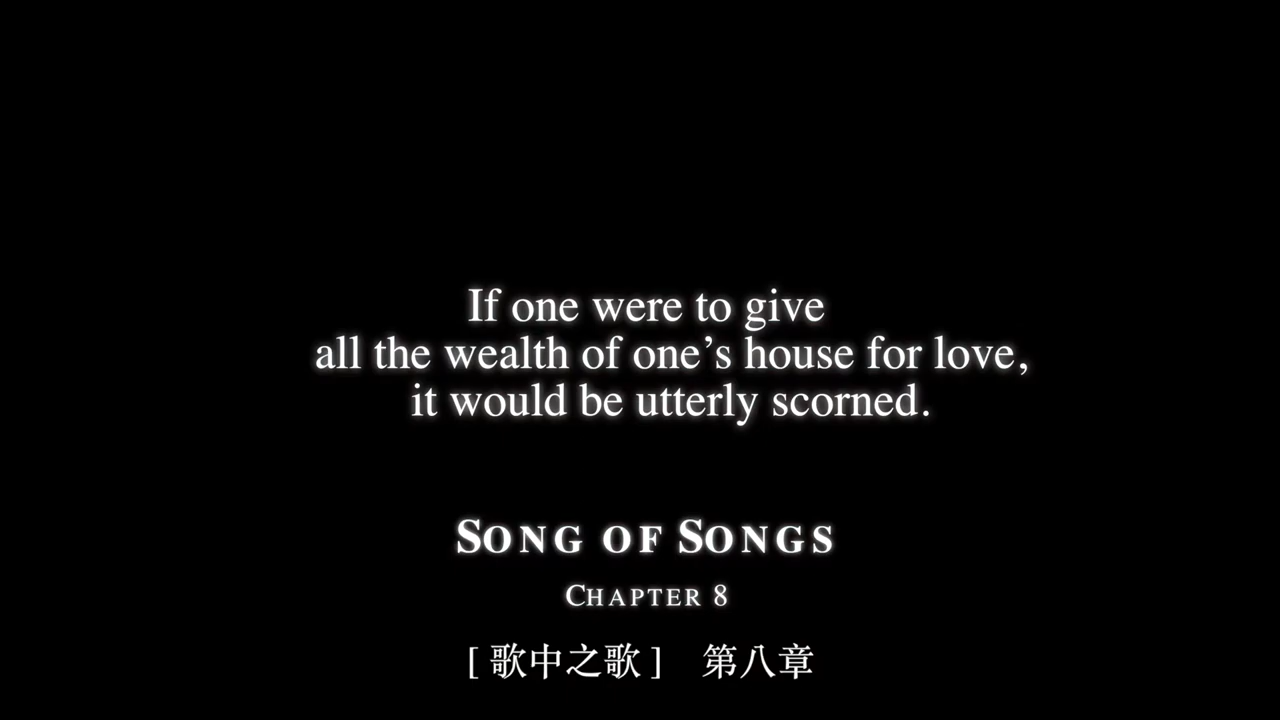 If one were to give
all the wealth of one’s house for love,
it would be utterly scorned.
SONG OF SONGS
CHAPTER 8
[ 歌中之歌 ]　第八章